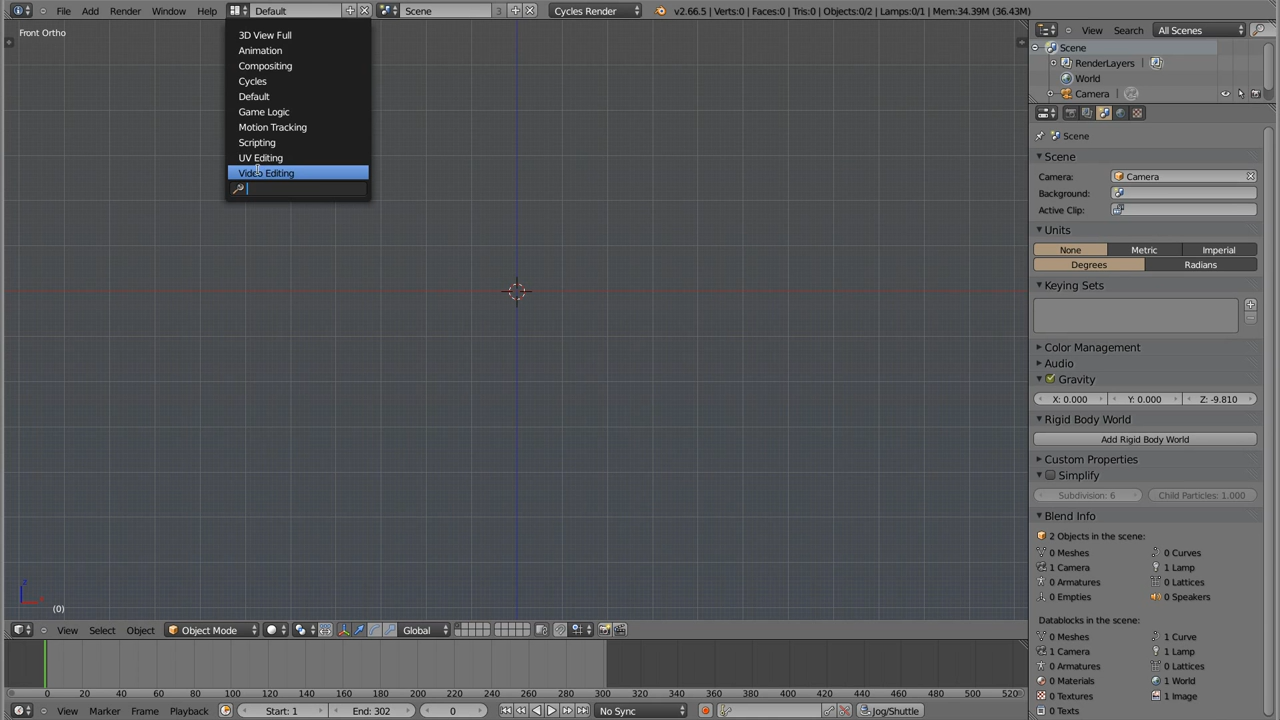 File Add Render Window Help Default Scene 3 Cycles Render v2.66.5 | Verts:0 | Faces:0 | Tris:0 | Objects:0/2 | Lamps:0/1 | Mem:34.39M (36.43M)
Front Ortho
3D View Full
Animation
Compositing
Cycles
Default
Game Logic
Motion Tracking
Scripting
UV Editing
Video Editing
(0)
View Select Object Object Mode Global
0 20 40 60 80 100 120 140 160 180 200 220 240 260 280 300 320 340 360 380 400 420 440 460 480 500 520
View Marker Frame Playback Start: 1 End: 302 0 No Sync Jog/Shuttle
View Search All Scenes
Scene
RenderLayers
World
Camera
Scene
Scene
Camera: Camera
Background:
Active Clip:
Units
None Metric Imperial
Degrees Radians
Keying Sets
Color Management
Audio
Gravity
X: 0.000 Y: 0.000 Z: -9.810
Rigid Body World
Add Rigid Body World
Custom Properties
Simplify
Subdivision: 6 Child Particles: 1.000
Blend Info
2 Objects in the scene:
0 Meshes 0 Curves
1 Camera 1 Lamp
0 Armatures 0 Lattices
0 Empties 0 Speakers
Datablocks in the scene:
0 Meshes 1 Curve
1 Camera 1 Lamp
0 Armatures 0 Lattices
0 Materials 1 World
0 Textures 1 Image
0 Texts